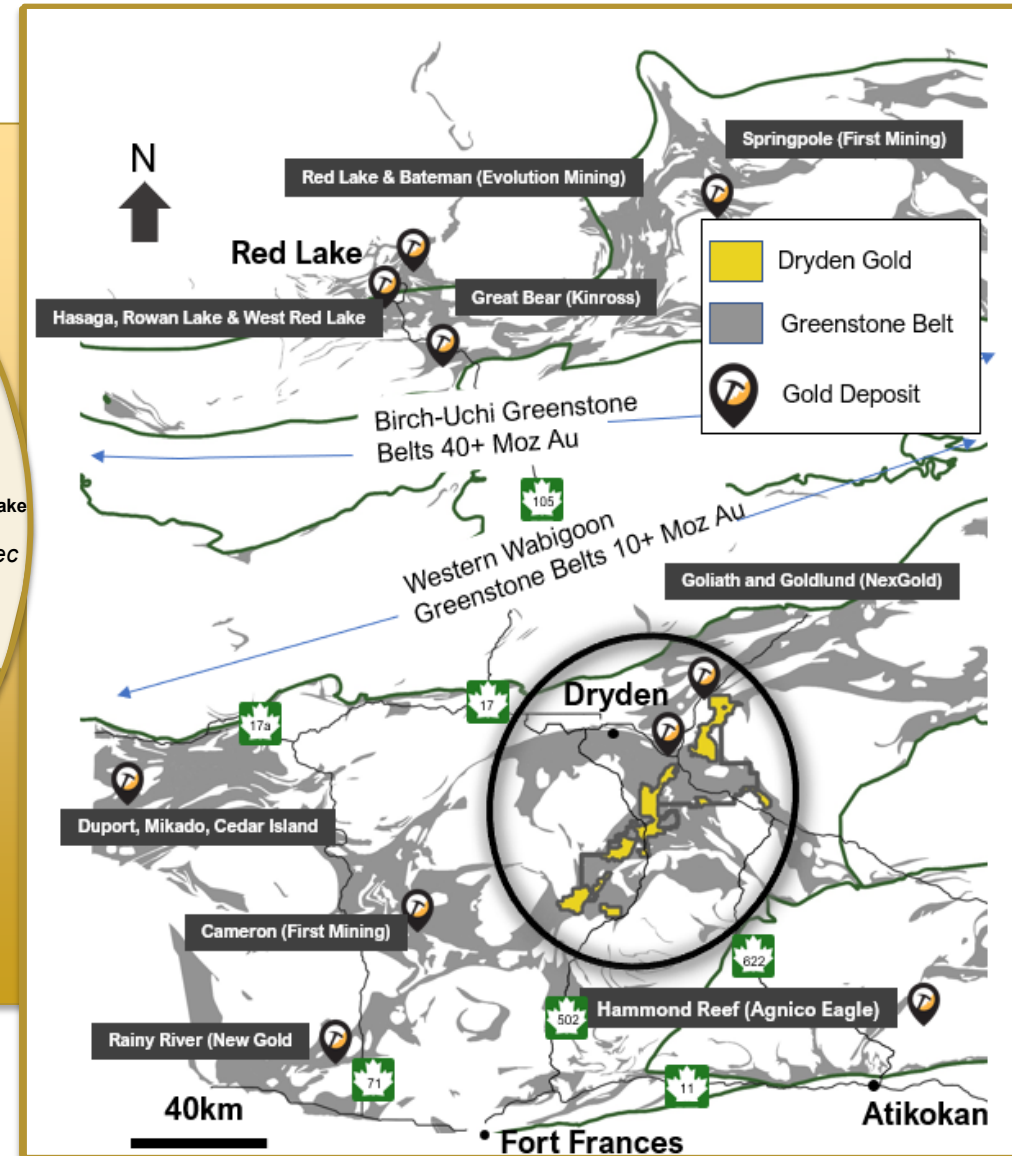 N
Springpole (First Mining)
Red Lake & Bateman (Evolution Mining)
Red Lake
Dryden Gold
Great Bear (Kinross)
Hasaga, Rowan Lake & West Red Lake
Greenstone Belt
Gold Deposit
Birch-Uchi Greenstone
Belts 40+ Moz Au
105
ake
ec
Western Wabigoon
Greenstone Belts 10+ Moz Au
Goliath and Goldlund (NexGold)
Dryden
17
17a
Duport, Mikado, Cedar Island
Cameron (First Mining)
622
Hammond Reef (Agnico Eagle)
502
Rainy River (New Gold
71
11
40km
Atikokan
Fort Frances